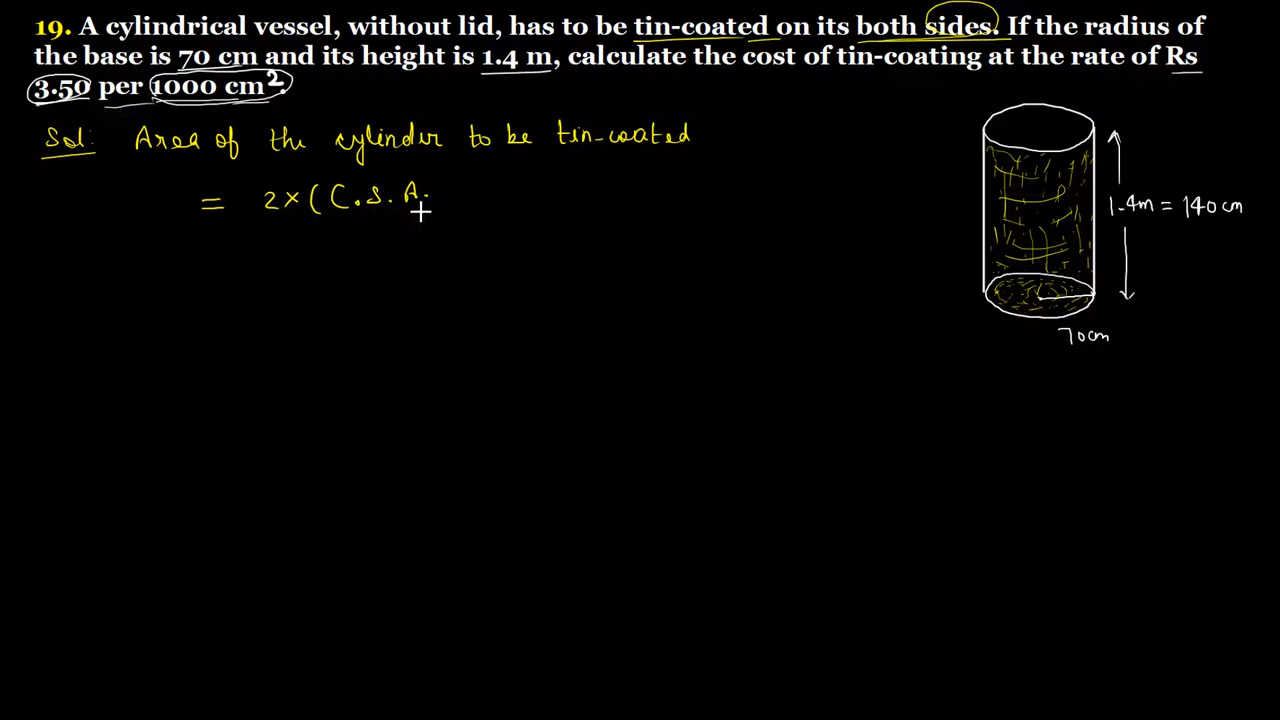 19. A cylindrical vessel, without lid, has to be tin-coated on its both sides. If the radius of
the base is 70 cm and its height is 1.4 m, calculate the cost of tin-coating at the rate of Rs
3.50 per 1000 cm².
Sol: Area of the cylinder to be tin-coated
= 2×(C.S.A.
1.4m = 140cm
70cm